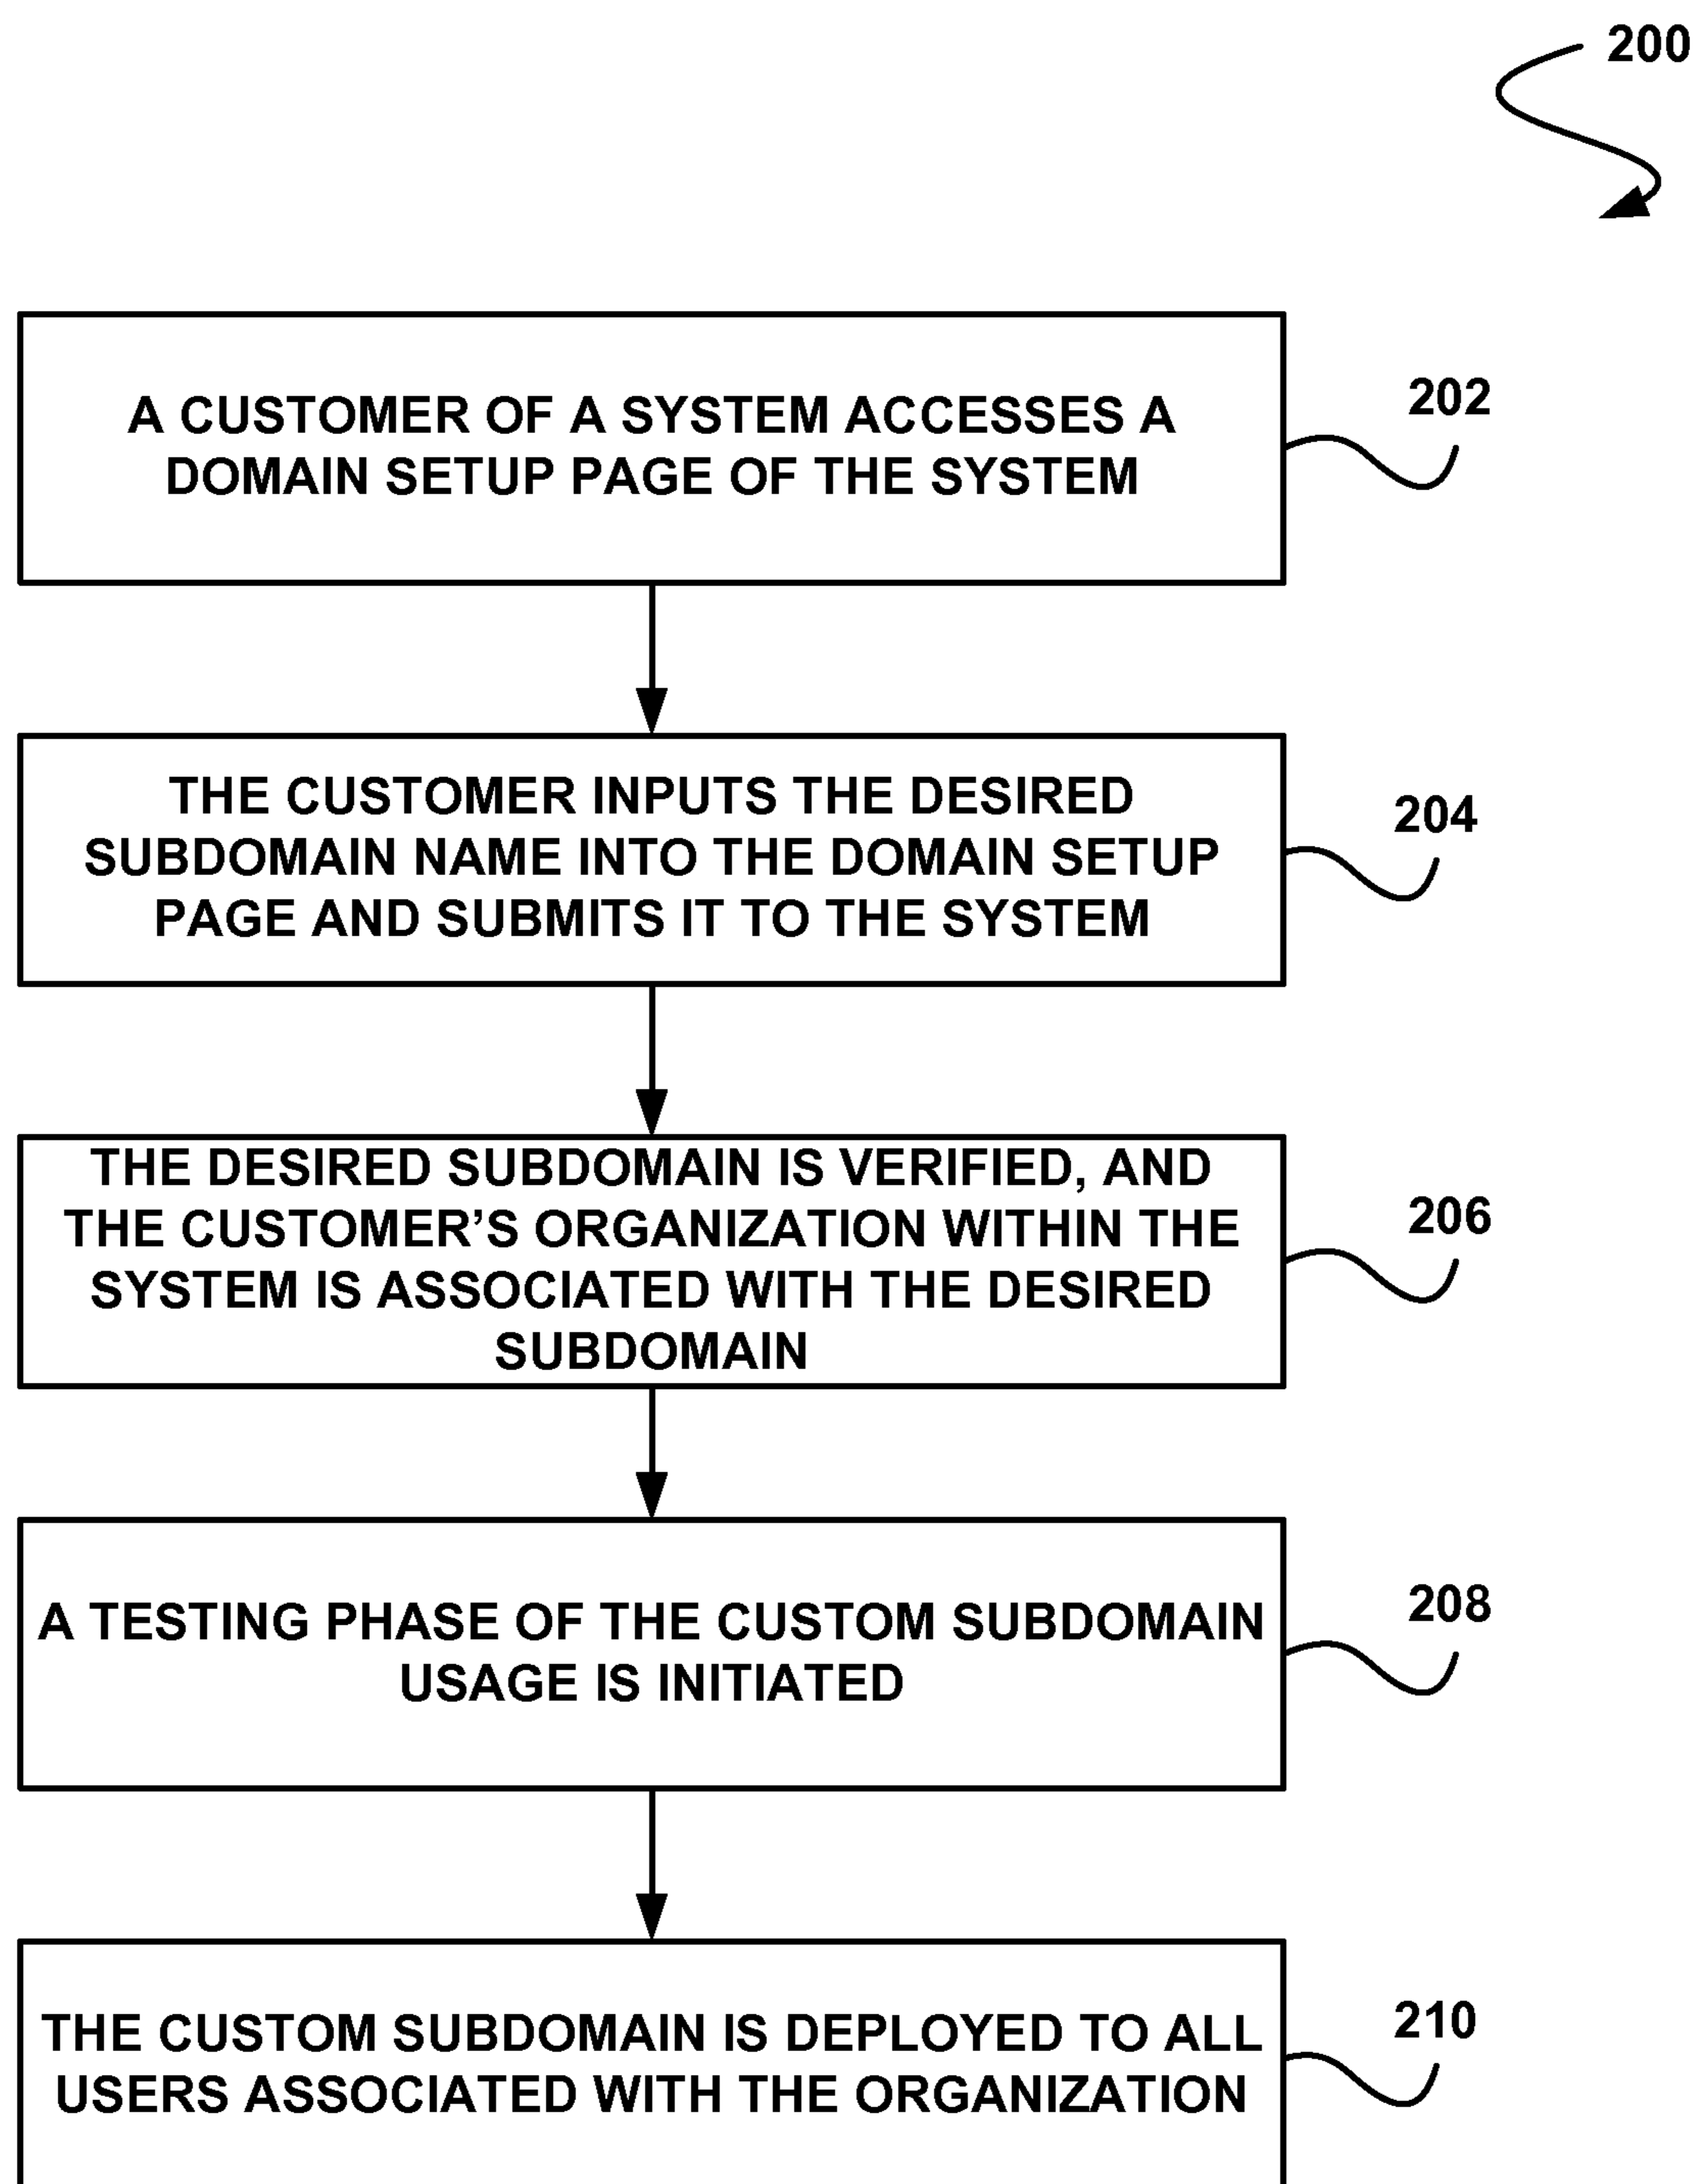 200
A CUSTOMER OF A SYSTEM ACCESSES A
DOMAIN SETUP PAGE OF THE SYSTEM
202
THE CUSTOMER INPUTS THE DESIRED
SUBDOMAIN NAME INTO THE DOMAIN SETUP
PAGE AND SUBMITS IT TO THE SYSTEM
204
THE DESIRED SUBDOMAIN IS VERIFIED, AND
THE CUSTOMER’S ORGANIZATION WITHIN THE
SYSTEM IS ASSOCIATED WITH THE DESIRED
SUBDOMAIN
206
A TESTING PHASE OF THE CUSTOM SUBDOMAIN
USAGE IS INITIATED
208
THE CUSTOM SUBDOMAIN IS DEPLOYED TO ALL
USERS ASSOCIATED WITH THE ORGANIZATION
210